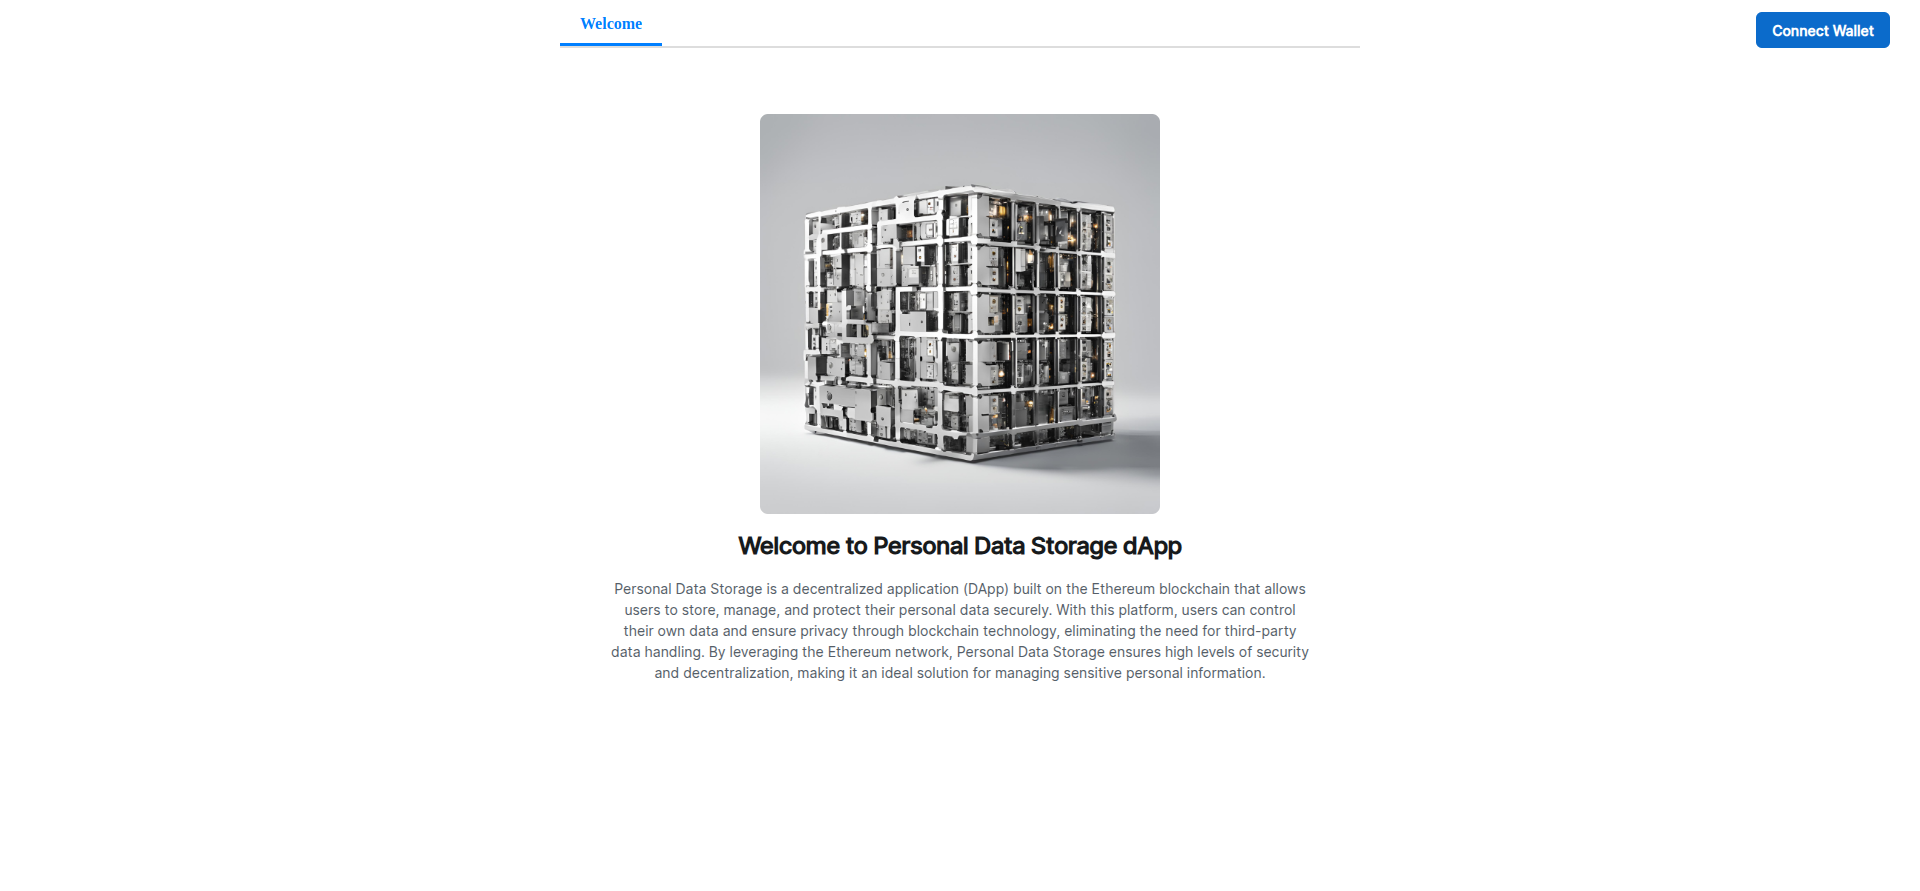 Welcome
Connect Wallet
Welcome to Personal Data Storage dApp
Personal Data Storage is a decentralized application (DApp) built on the Ethereum blockchain that allows
users to store, manage, and protect their personal data securely. With this platform, users can control
their own data and ensure privacy through blockchain technology, eliminating the need for third-party
data handling. By leveraging the Ethereum network, Personal Data Storage ensures high levels of security
and decentralization, making it an ideal solution for managing sensitive personal information.